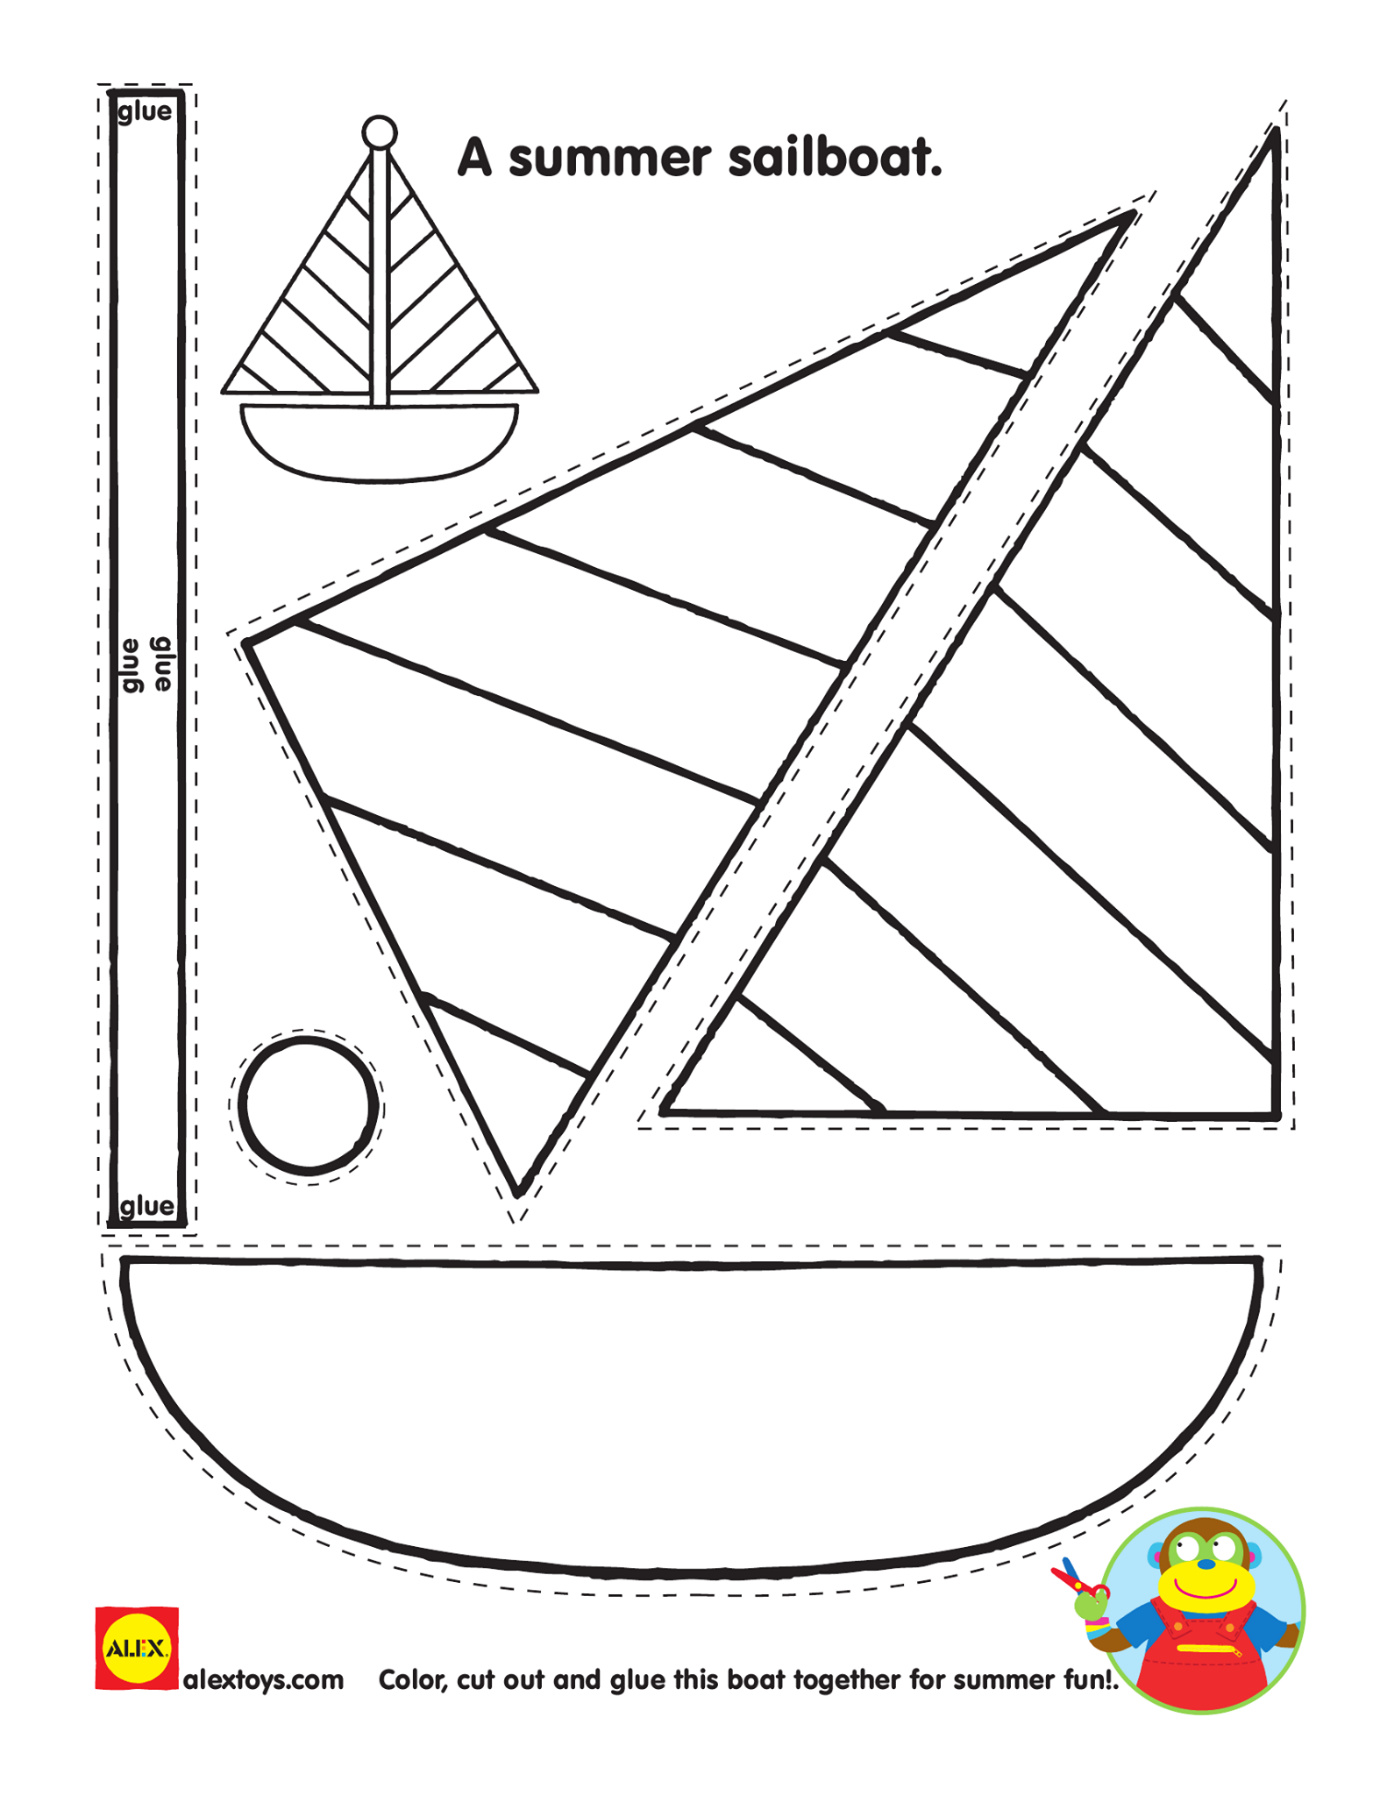 glue
A summer sailboat.
glue
glue
glue
ALEX.
alextoys.com
Color, cut out and glue this boat together for summer fun!.